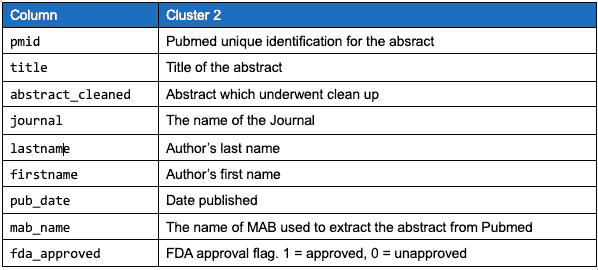 Column Cluster 2
pmid Pubmed unique identification for the absract
title Title of the abstract
abstract_cleaned Abstract which underwent clean up
journal The name of the Journal
lastname Author's last name
firstname Author's first name
pub_date Date published
mab_name The name of MAB used to extract the abstract from Pubmed
fda_approved FDA approval flag. 1 = approved, 0 = unapproved